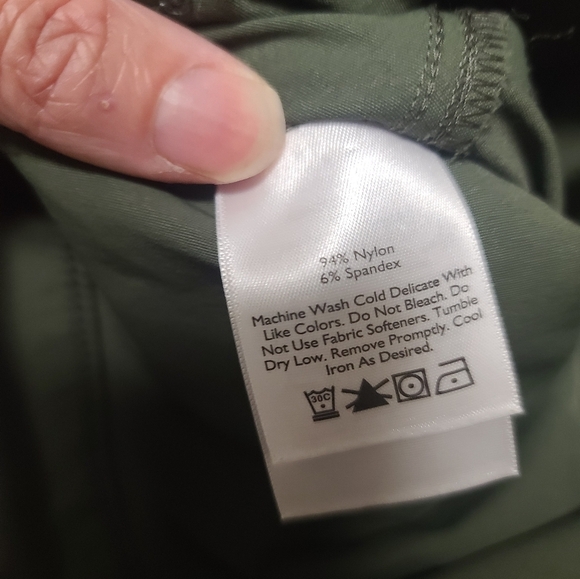 94% Nylon
6% Spandex
Machine Wash Cold Delicate With
Like Colors. Do Not Bleach. Do
Not Use Fabric Softeners. Tumble
Dry Low. Remove Promptly. Cool
Iron As Desired.
30C